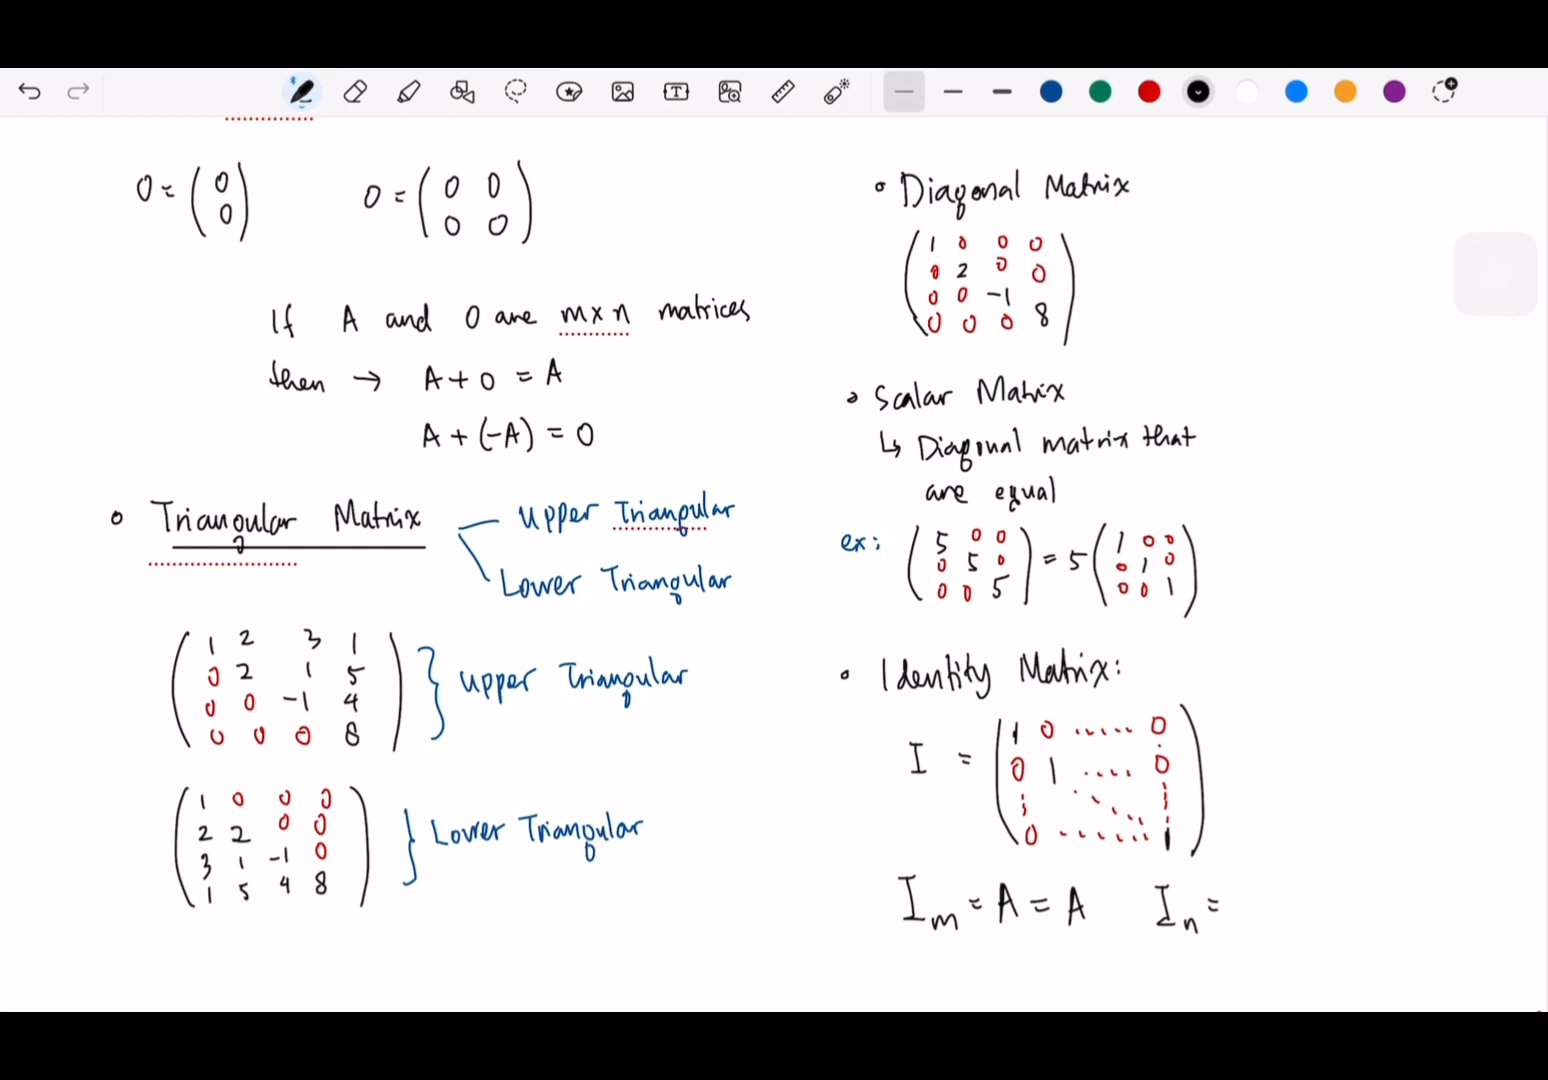 0 = ( 0
0 )
0 = ( 0 0
0 0 )
If A and 0 are m x n matrices
then → A + 0 = A
A + (-A) = 0
Triangular Matrix
Upper Triangular
Lower Triangular
( 1 2 3 1
0 2 1 5
0 0 -1 4
0 0 0 8 )
} Upper Triangular
( 1 0 0 0
2 2 0 0
3 1 -1 0
1 5 4 8 )
} Lower Triangular
Diagonal Matrix
( 1 0 0 0
0 2 0 0
0 0 -1 0
0 0 0 8 )
Scalar Matrix
↳ Diagonal matrix that
are equal
ex: ( 5 0 0
0 5 0
0 0 5 )
= 5 ( 1 0 0
0 1 0
0 0 1 )
Identity Matrix:
I = ( 1 0 ...... 0
0 1 .... 0
0 ........ 1 )
Im = A = A In =